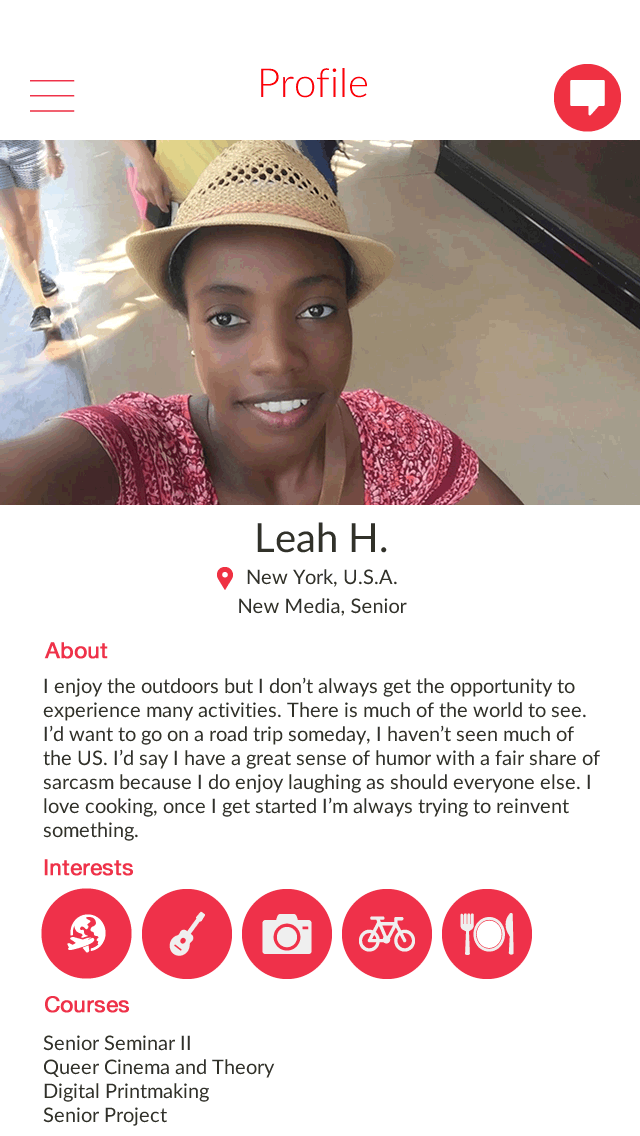 Profile
Leah H.
New York, U.S.A.
New Media, Senior
About
I enjoy the outdoors but I don't always get the opportunity to
experience many activities. There is much of the world to see.
I'd want to go on a road trip someday, I haven't seen much of
the US. I'd say I have a great sense of humor with a fair share of
sarcasm because I do enjoy laughing as should everyone else. I
love cooking, once I get started I'm always trying to reinvent
something.
Interests
Courses
Senior Seminar II
Queer Cinema and Theory
Digital Printmaking
Senior Project